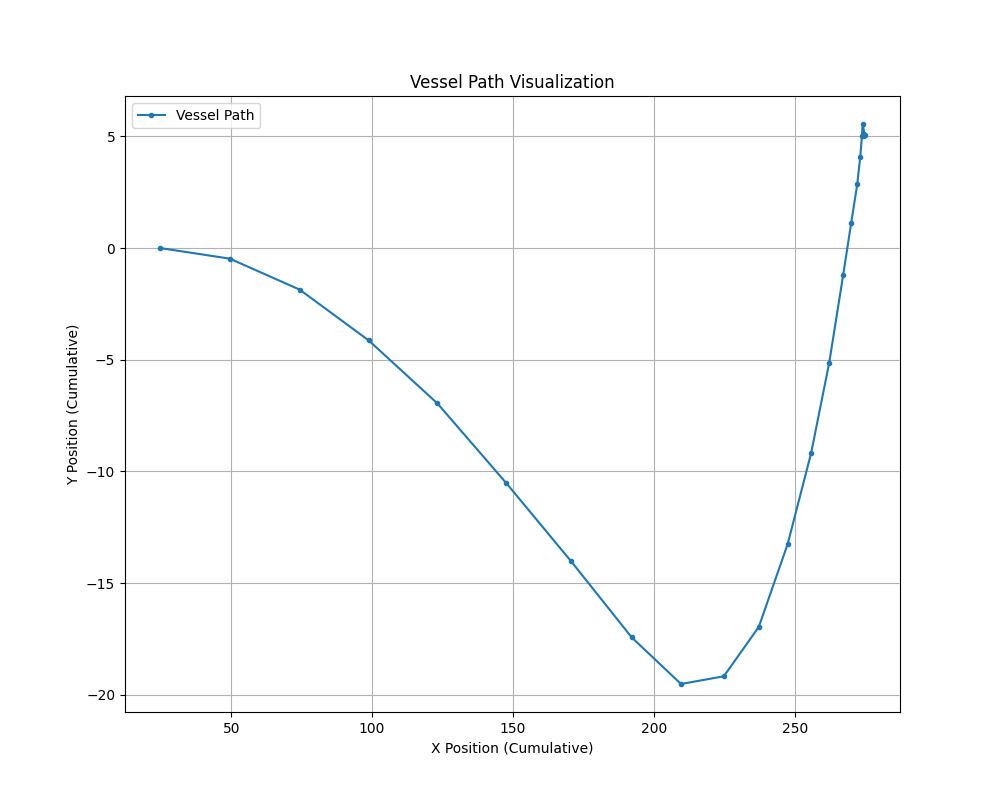 Vessel Path Visualization
Vessel Path
5
0
−5
−10
−15
−20
Y Position (Cumulative)
50
100
150
200
250
X Position (Cumulative)